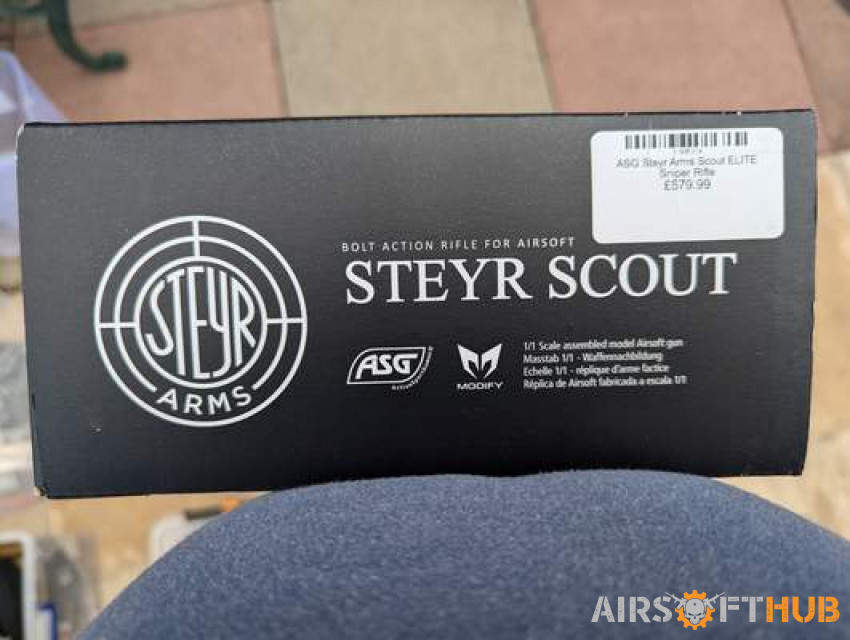 ASG Steyr Arms Scout ELITE
Sniper Rifle
£579.99
BOLT ACTION RIFLE FOR AIRSOFT
STEYR SCOUT
STEYR
ARMS
ASG
MODIFY
1/1 Scale assembled model Airsoft gun
Masstab 1/1 - Waffennachbildung
Echelle 1/1 - réplique d'arme factice
Réplica de Airsoft fabricada a escala 1/1
AIRSOFTHUB